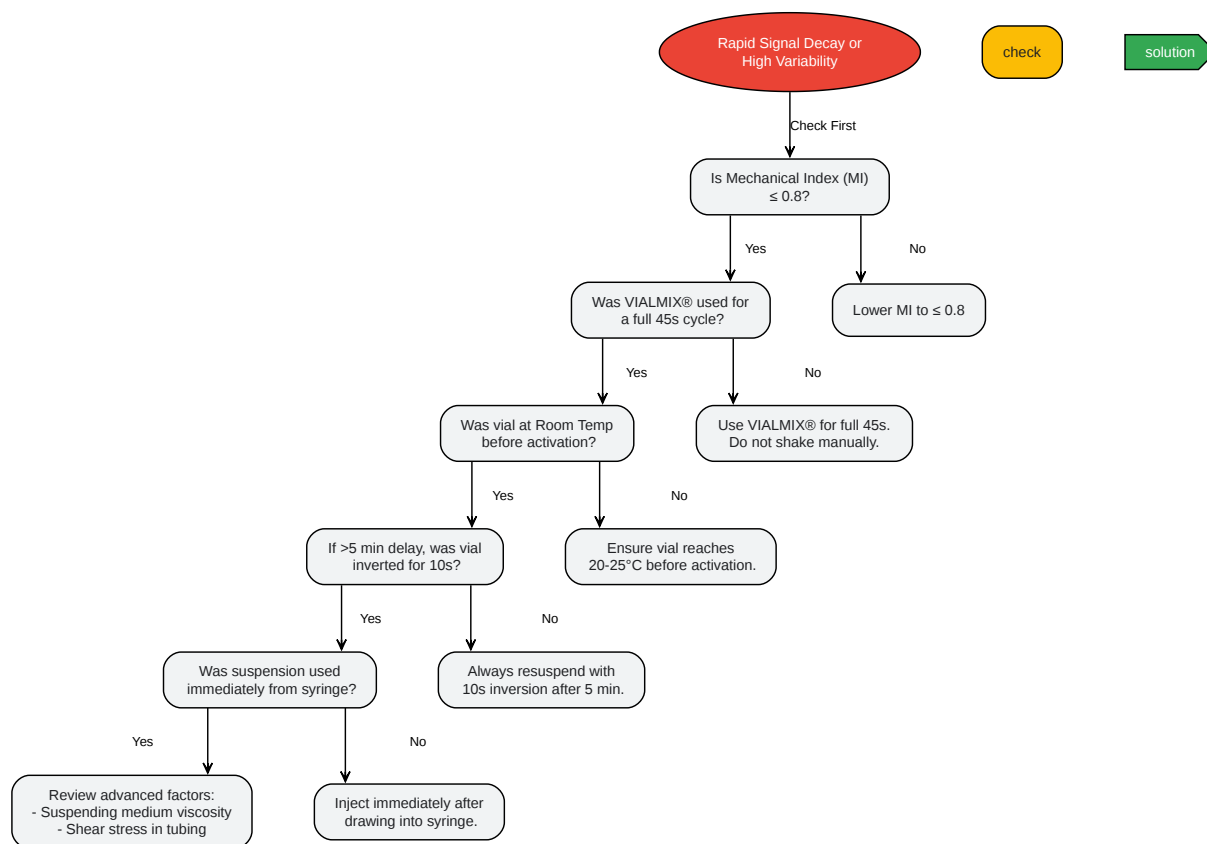 Rapid Signal Decay or
High Variability
check
solution
Check First
Is Mechanical Index (MI)
≤ 0.8?
Yes
No
Was VIALMIX® used for
a full 45s cycle?
Lower MI to ≤ 0.8
Yes
No
Was vial at Room Temp
before activation?
Use VIALMIX® for full 45s.
Do not shake manually.
Yes
No
If >5 min delay, was vial
inverted for 10s?
Ensure vial reaches
20-25°C before activation.
Yes
No
Was suspension used
immediately from syringe?
Always resuspend with
10s inversion after 5 min.
Yes
No
Review advanced factors:
- Suspending medium viscosity
- Shear stress in tubing
Inject immediately after
drawing into syringe.